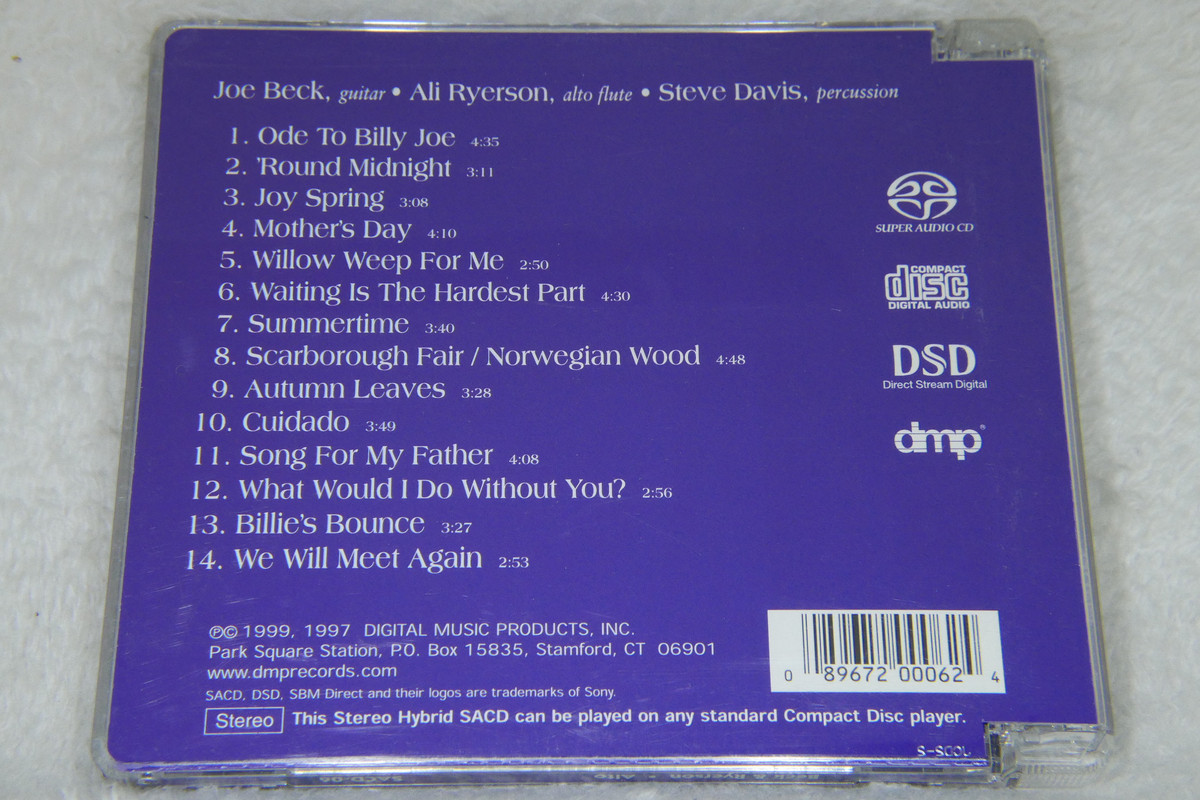 Joe Beck, guitar • Ali Ryerson, alto flute • Steve Davis, percussion
1. Ode To Billy Joe 4:35
2. 'Round Midnight 3:11
3. Joy Spring 3:08
4. Mother's Day 4:10
5. Willow Weep For Me 2:50
6. Waiting Is The Hardest Part 4:30
7. Summertime 3:40
8. Scarborough Fair / Norwegian Wood 4:48
9. Autumn Leaves 3:28
10. Cuidado 3:49
11. Song For My Father 4:08
12. What Would I Do Without You? 2:56
13. Billie's Bounce 3:27
14. We Will Meet Again 2:53
SUPER AUDIO CD
COMPACT
disc
DIGITAL AUDIO
DSD
Direct Stream Digital
dmp®
℗© 1999, 1997 DIGITAL MUSIC PRODUCTS, INC.
Park Square Station, P.O. Box 15835, Stamford, CT 06901
www.dmprecords.com
SACD, DSD, SBM Direct and their logos are trademarks of Sony.
Stereo This Stereo Hybrid SACD can be played on any standard Compact Disc player.
0 89672 00062 4
Beck & Ryerson • Alto